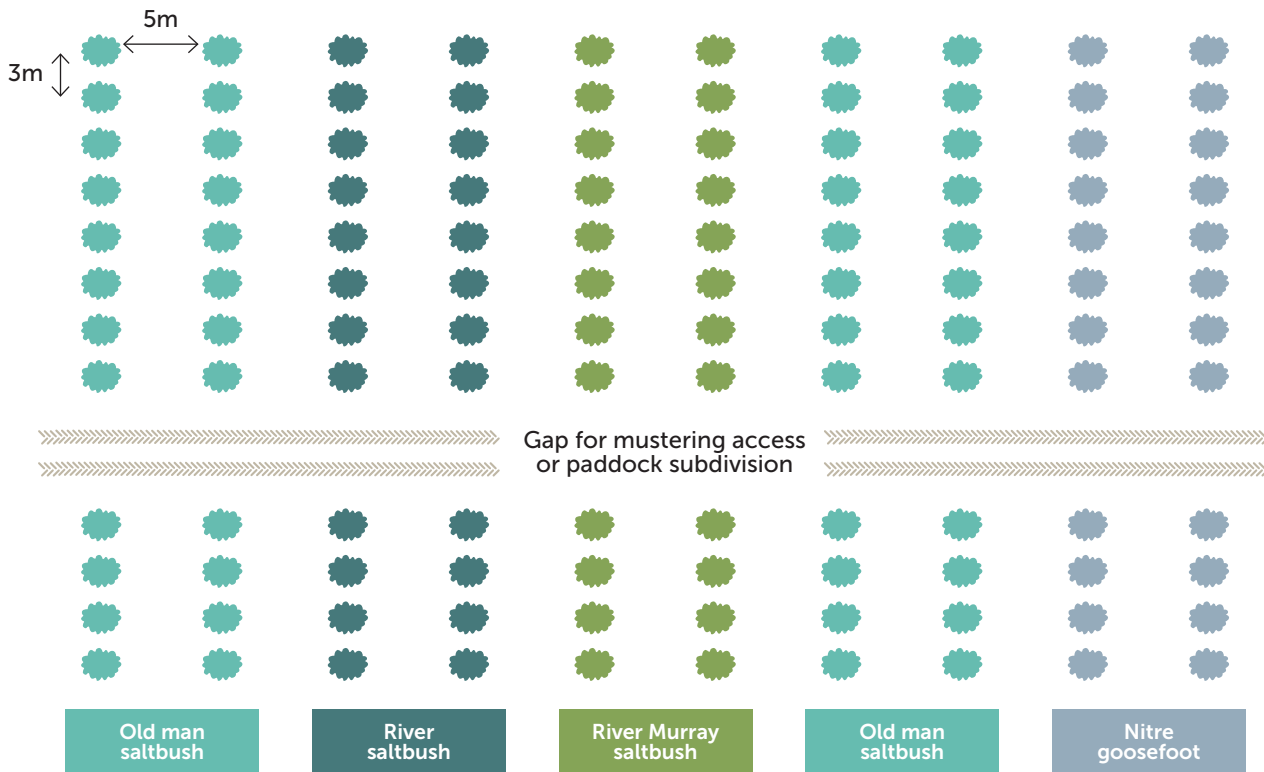 5m
3m
Gap for mustering access
or paddock subdivision
Old man
saltbush
River
saltbush
River Murray
saltbush
Old man
saltbush
Nitre
goosefoot